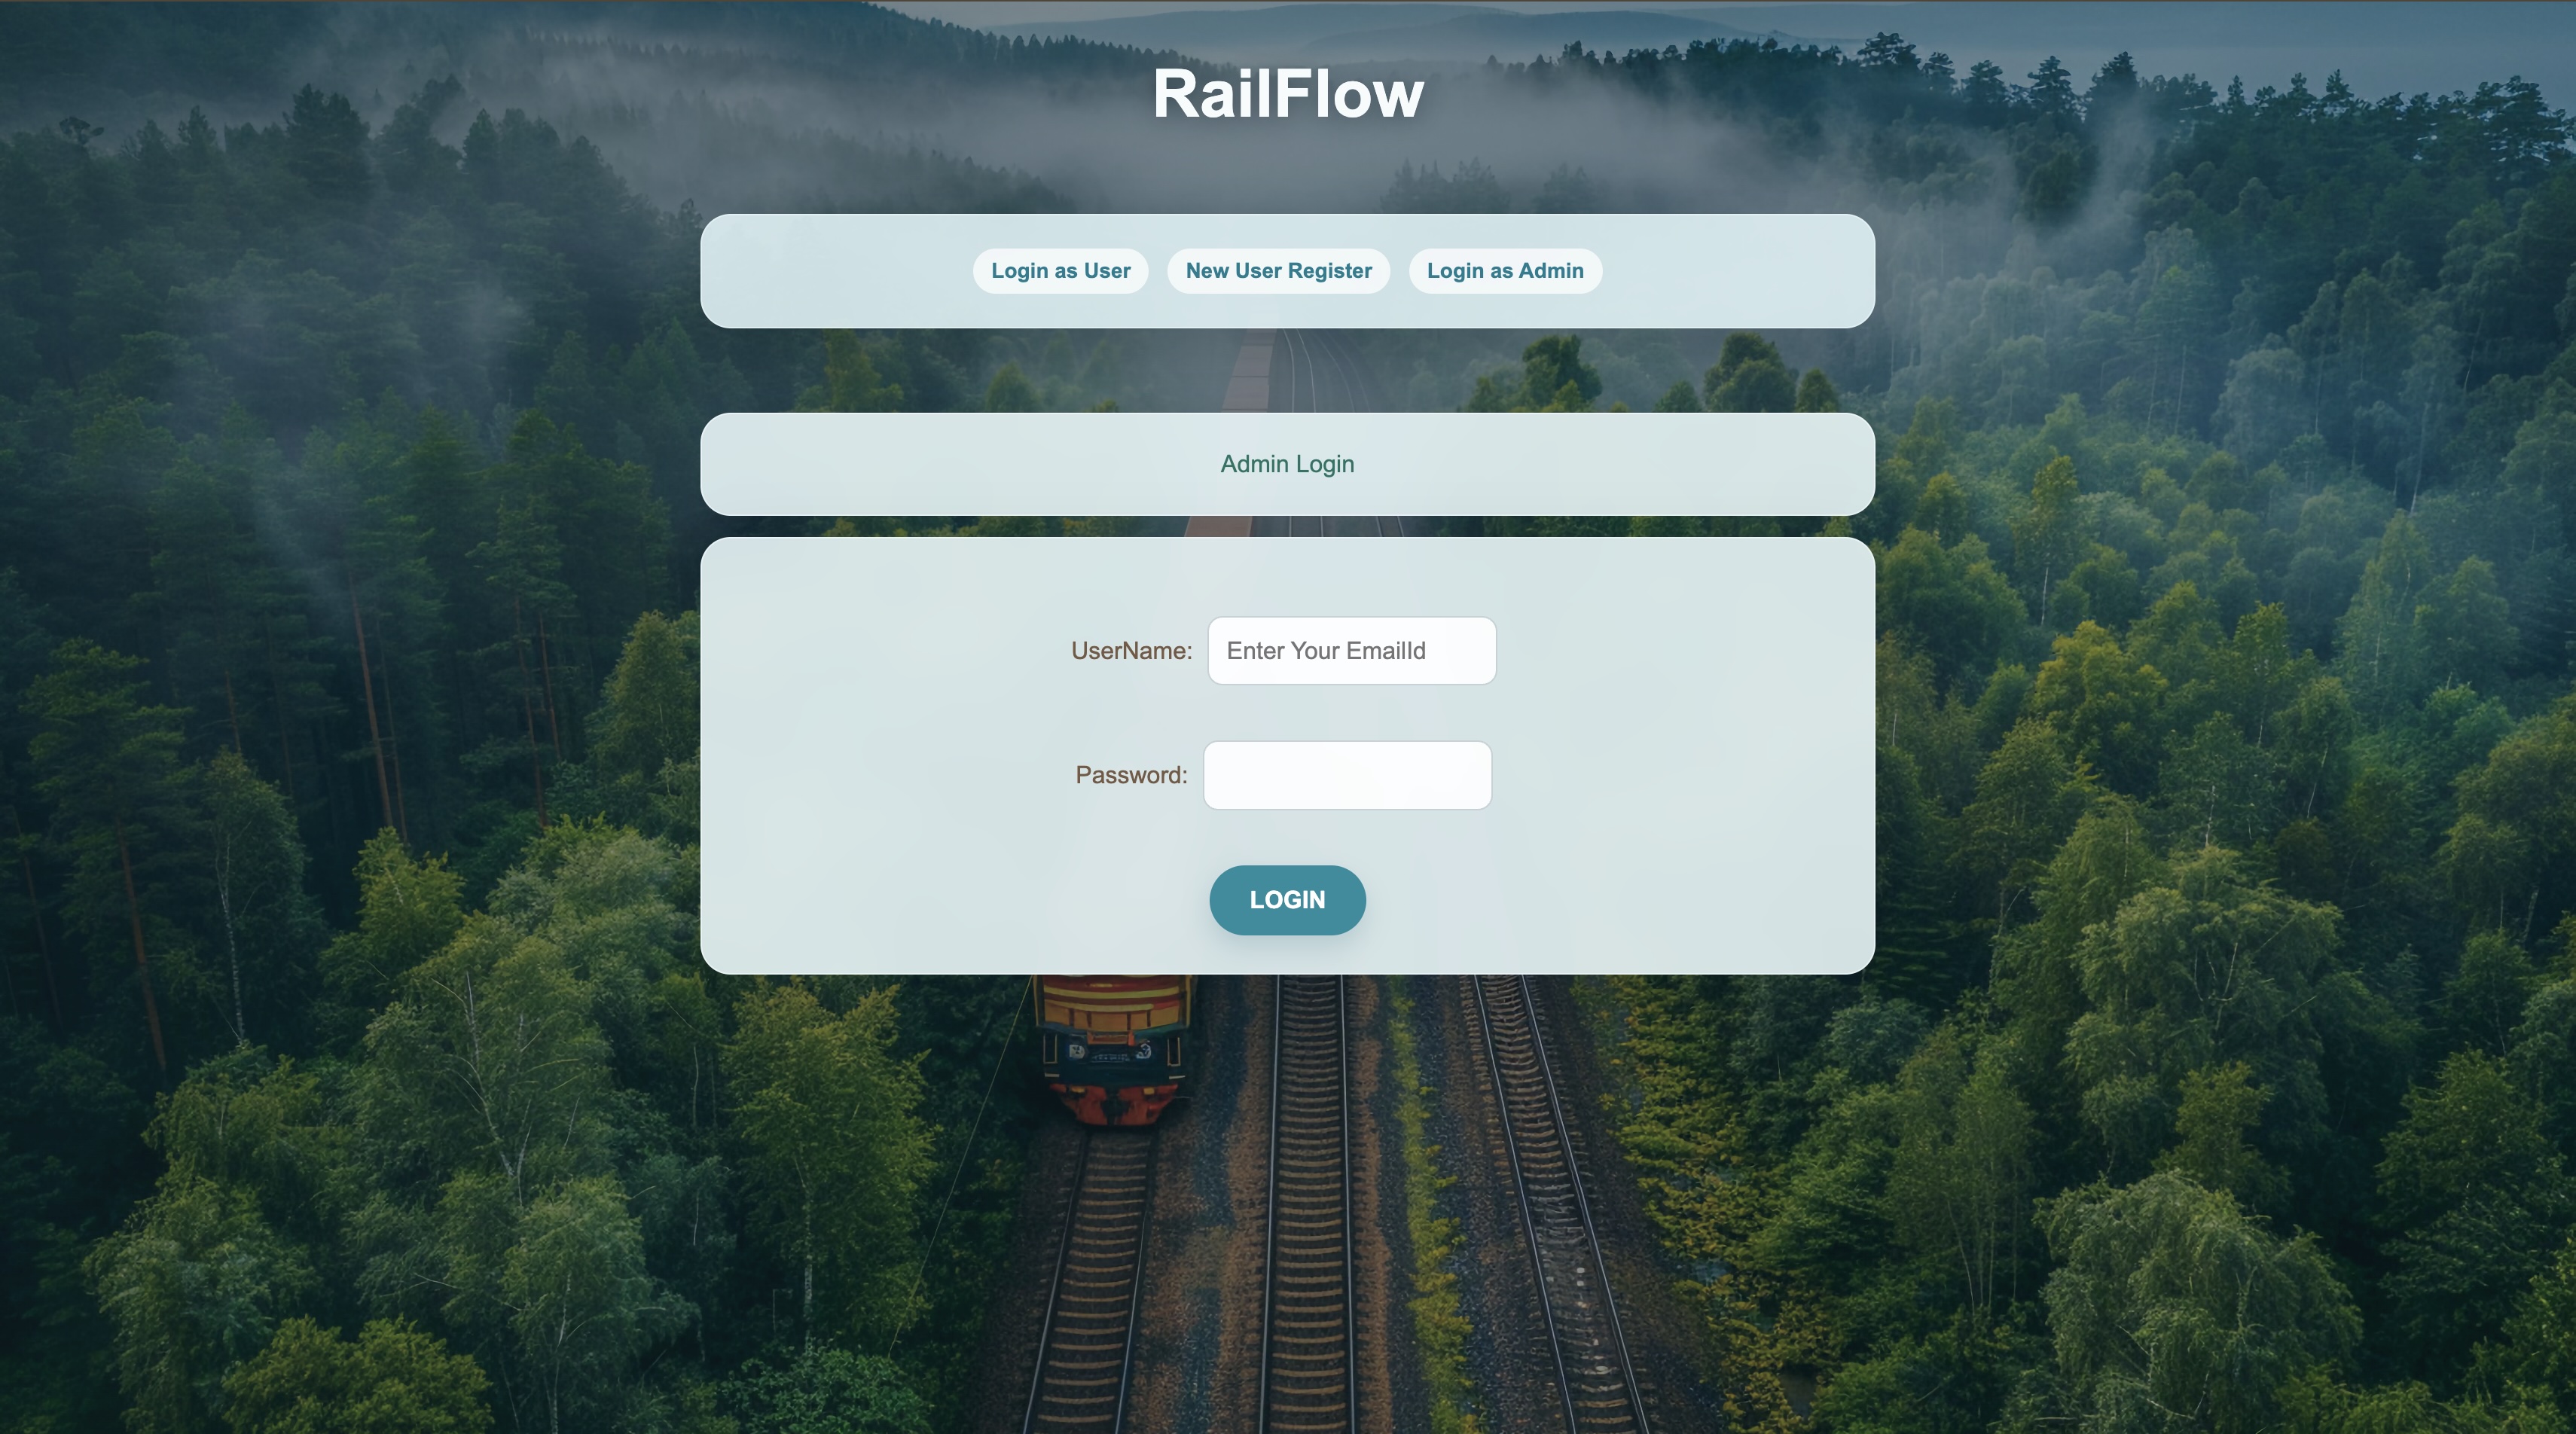 RailFlow
Login as User New User Register Login as Admin
Admin Login
UserName: Enter Your EmailId
Password:
LOGIN